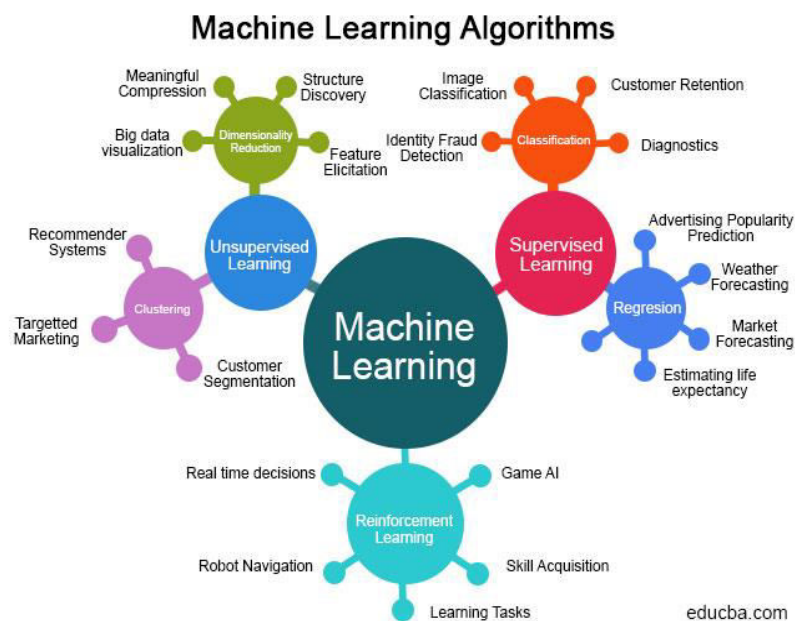 Machine Learning Algorithms
Meaningful
Compression
Structure
Discovery
Big data
visualization
Dimensionality
Reduction
Feature
Elicitation
Image
Classification
Customer Retention
Identity Fraud
Detection
Classification
Diagnostics
Recommender
Systems
Unsupervised
Learning
Supervised
Learning
Advertising Popularity
Prediction
Weather
Forecasting
Clustering
Regresion
Targetted
Marketing
Machine
Learning
Market
Forecasting
Customer
Segmentation
Estimating life
expectancy
Real time decisions
Game AI
Reinforcement
Learning
Robot Navigation
Skill Acquisition
Learning Tasks
educba.com